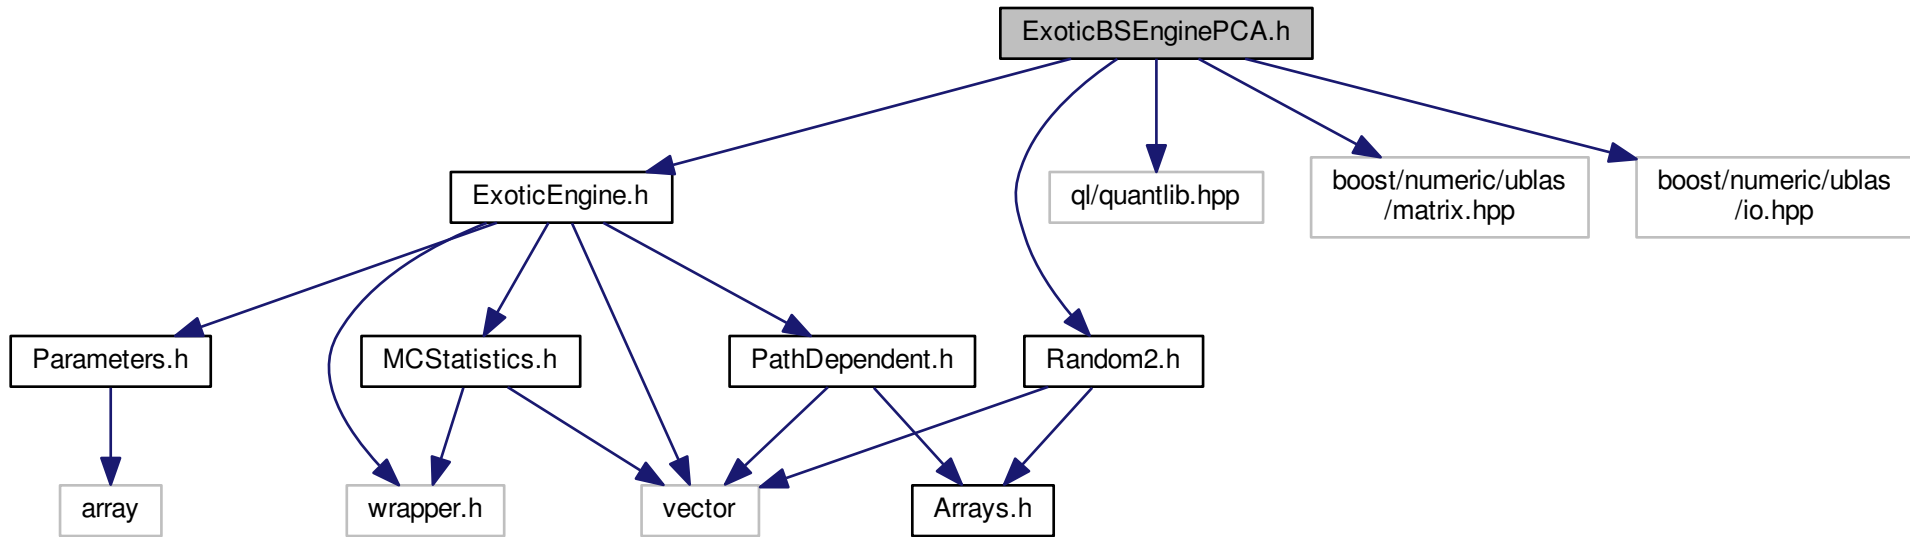 ExoticBSEnginePCA.h
ExoticEngine.h
ql/quantlib.hpp
boost/numeric/ublas
/matrix.hpp
boost/numeric/ublas
/io.hpp
Parameters.h
MCStatistics.h
PathDependent.h
Random2.h
array
wrapper.h
vector
Arrays.h